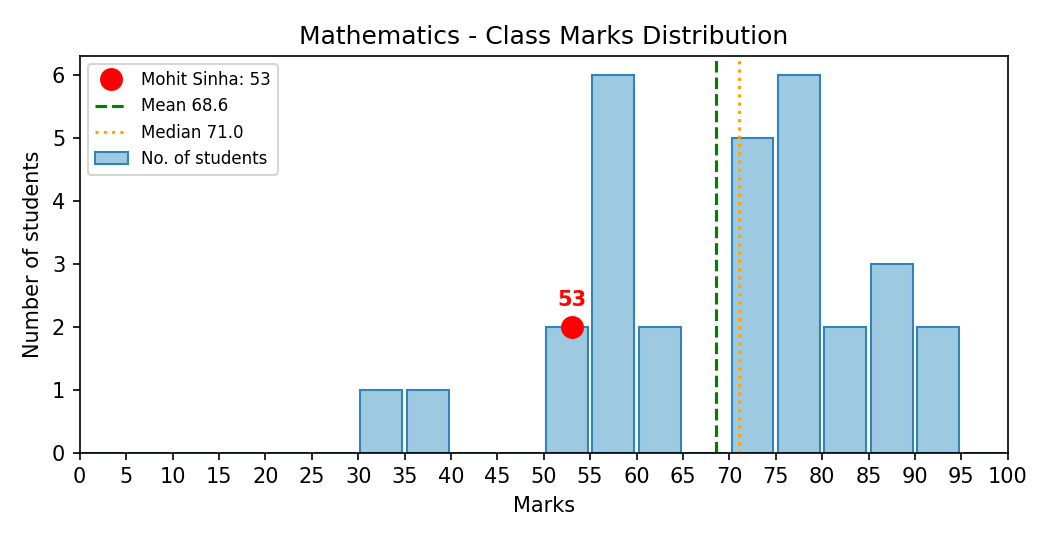 Mathematics - Class Marks Distribution
Mohit Sinha: 53
Mean 68.6
Median 71.0
No. of students
Number of students
6
5
4
3
2
1
0
53
0 5 10 15 20 25 30 35 40 45 50 55 60 65 70 75 80 85 90 95 100
Marks